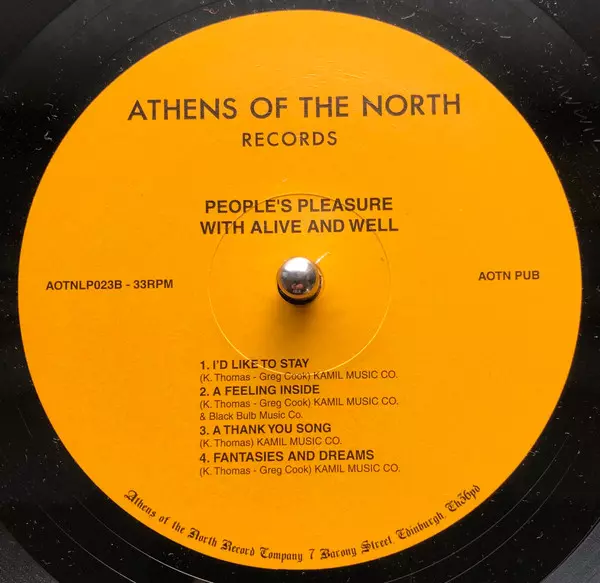 ATHENS OF THE NORTH
RECORDS
PEOPLE'S PLEASURE
WITH ALIVE AND WELL
AOTNLP023B - 33RPM
AOTN PUB
1. I'D LIKE TO STAY
(K. Thomas - Greg Cook) KAMIL MUSIC CO.
2. A FEELING INSIDE
(K. Thomas - Greg Cook) KAMIL MUSIC CO.
& Black Bulb Music Co.
3. A THANK YOU SONG
(K. Thomas) KAMIL MUSIC CO.
4. FANTASIES AND DREAMS
(K. Thomas - Greg Cook) KAMIL MUSIC CO.
Athens of the North Record Company 7 Barony Street, Edinburgh, Eh36pd